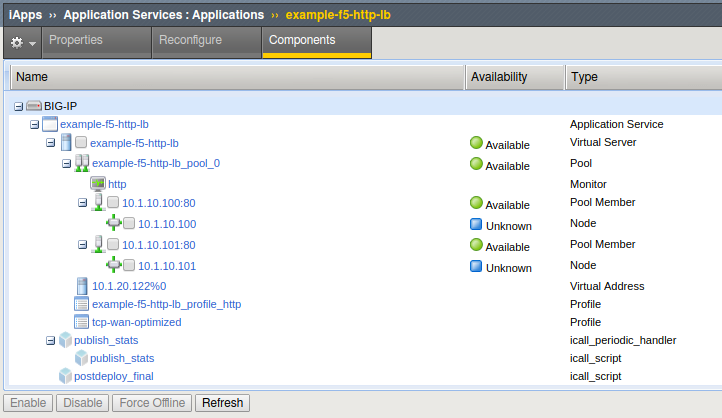 iApps ›› Application Services : Applications ›› example-f5-http-lb
Properties Reconfigure Components
Name Availability Type
BIG-IP
example-f5-http-lb Application Service
example-f5-http-lb Virtual Server
example-f5-http-lb_pool_0 Available Pool
http Monitor
10.1.10.100:80 Available Pool Member
10.1.10.100 Unknown Node
10.1.10.101:80 Available Pool Member
10.1.10.101 Unknown Node
10.1.20.122%0 Virtual Address
example-f5-http-lb_profile_http Profile
tcp-wan-optimized Profile
publish_stats icall_periodic_handler
publish_stats icall_script
postdeploy_final icall_script
Enable Disable Force Offline Refresh